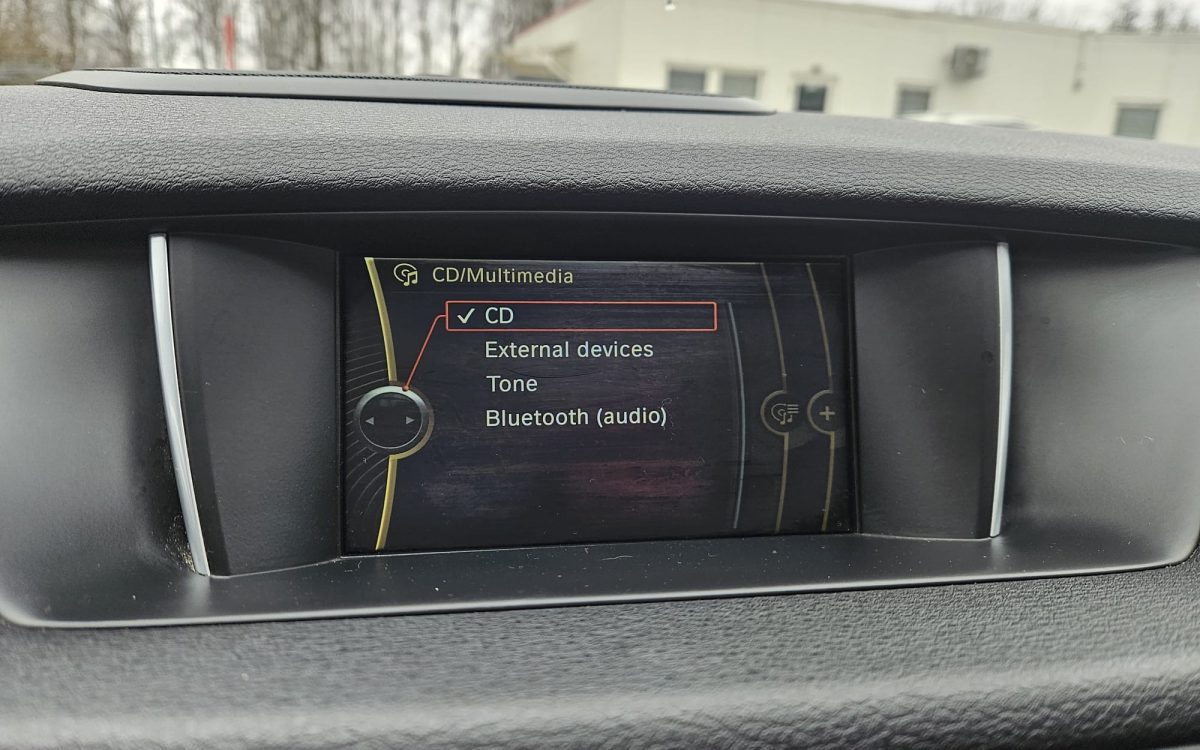 CD/Multimedia
✓ CD
External devices
Tone
Bluetooth (audio)